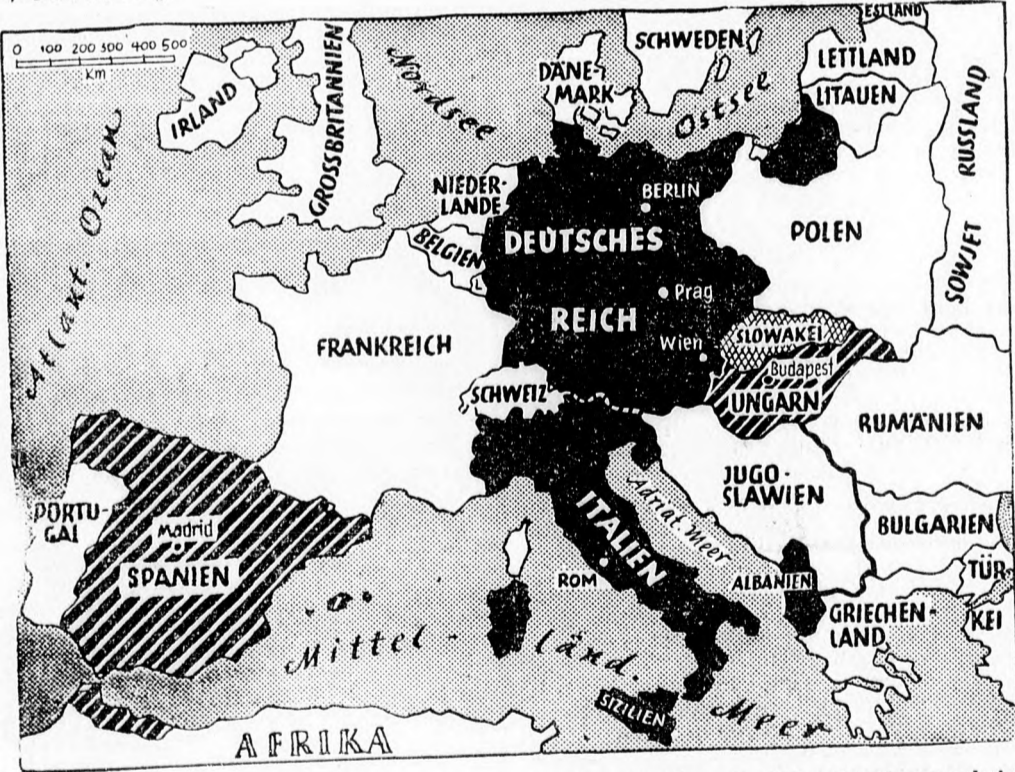 0 100 200 300 400 500
Km
IRLAND
GROSSBRITANNIEN
Nordsee
DÄNE-
MARK
SCHWEDEN
Ostsee
ESTLAND
LETTLAND
LITAUEN
SOWJET RUSSLAND
Atlant. Ozean
NIEDER-
LANDE
BELGIEN
L
BERLIN
DEUTSCHES
REICH
Prag
Wien
POLEN
SLOWAKEI
Budapest
UNGARN
FRANKREICH
SCHWEIZ
RUMÄNIEN
JUGO-
SLAWIEN
BULGARIEN
TÜR-
KEI
PORTU-
GAL
Madrid
SPANIEN
ITALIEN
ROM
Adriat. Meer
ALBANIEN
GRIECHEN-
LAND
Mittel-
länd.
Meer
SIZILIEN
AFRIKA